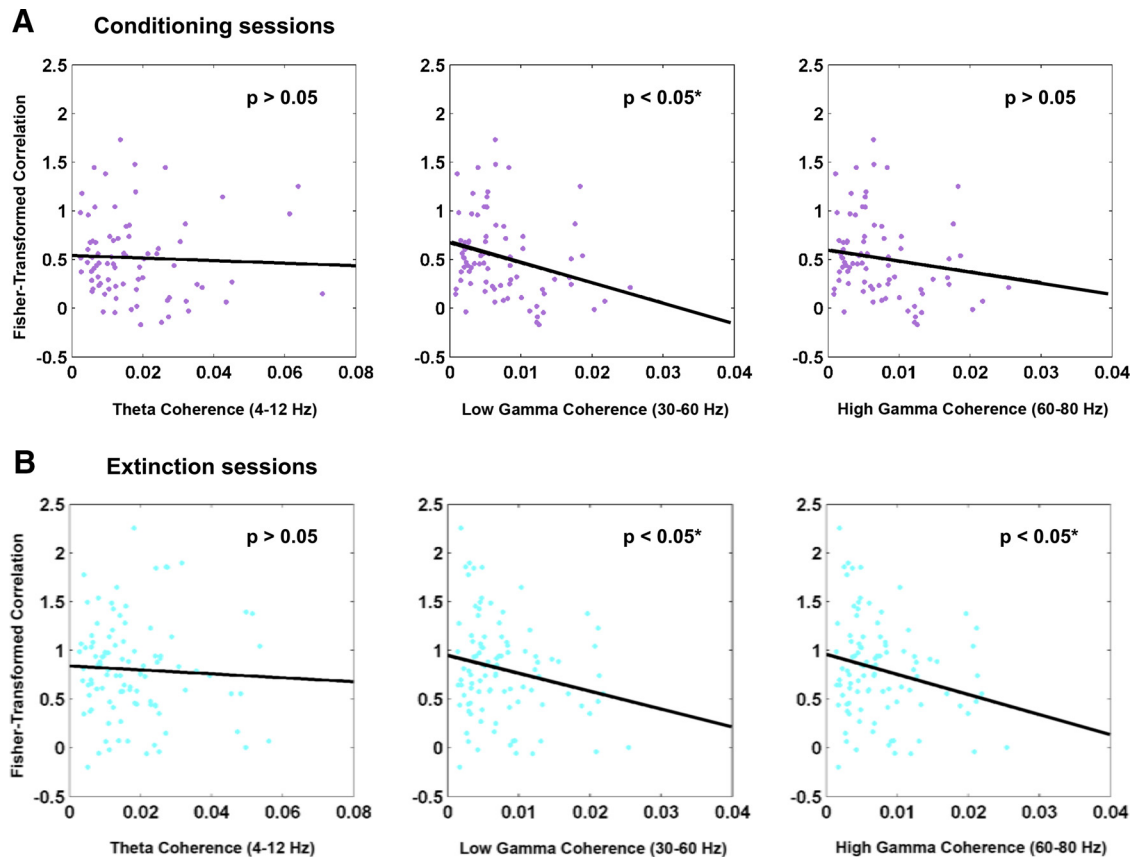 A Conditioning sessions
Fisher-Transformed Correlation
2.5
2
1.5
1
0.5
0
-0.5
p > 0.05
0 0.02 0.04 0.06 0.08
Theta Coherence (4-12 Hz)
2.5
2
1.5
1
0.5
0
-0.5
p < 0.05*
0 0.01 0.02 0.03 0.04
Low Gamma Coherence (30-60 Hz)
2.5
2
1.5
1
0.5
0
-0.5
p > 0.05
0 0.01 0.02 0.03 0.04
High Gamma Coherence (60-80 Hz)
B Extinction sessions
Fisher-Transformed Correlation
2.5
2
1.5
1
0.5
0
-0.5
p > 0.05
0 0.02 0.04 0.06 0.08
Theta Coherence (4-12 Hz)
2.5
2
1.5
1
0.5
0
-0.5
p < 0.05*
0 0.01 0.02 0.03 0.04
Low Gamma Coherence (30-60 Hz)
2.5
2
1.5
1
0.5
0
-0.5
p < 0.05*
0 0.01 0.02 0.03 0.04
High Gamma Coherence (60-80 Hz)